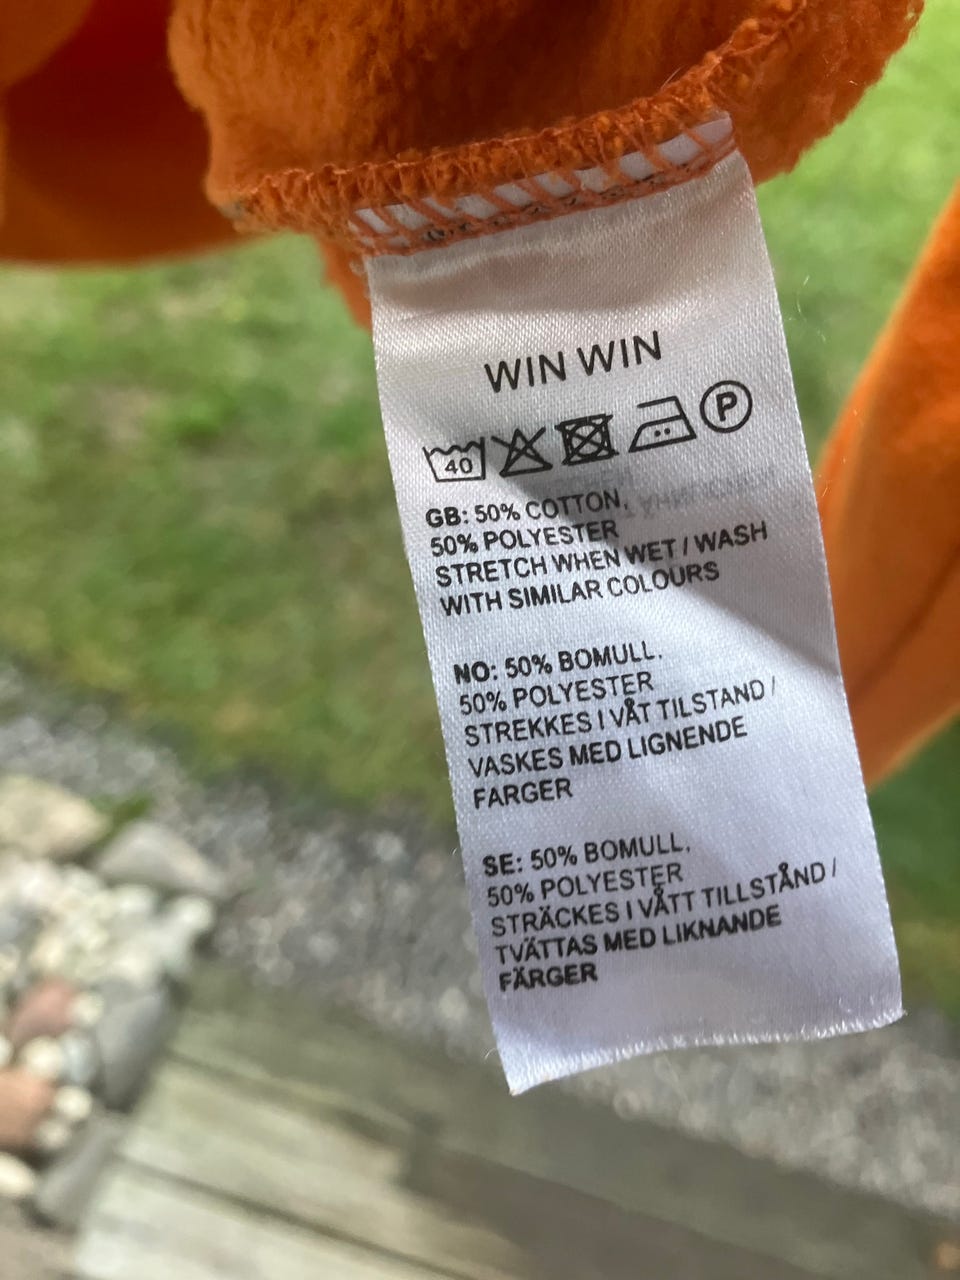 WIN WIN
40 P
GB: 50% COTTON,
50% POLYESTER
STRETCH WHEN WET / WASH
WITH SIMILAR COLOURS
NO: 50% BOMULL,
50% POLYESTER
STREKKES I VÅT TILSTAND /
VASKES MED LIGNENDE
FARGER
SE: 50% BOMULL,
50% POLYESTER
STRÄCKES I VÅTT TILLSTÅND /
TVÄTTAS MED LIKNANDE
FÄRGER